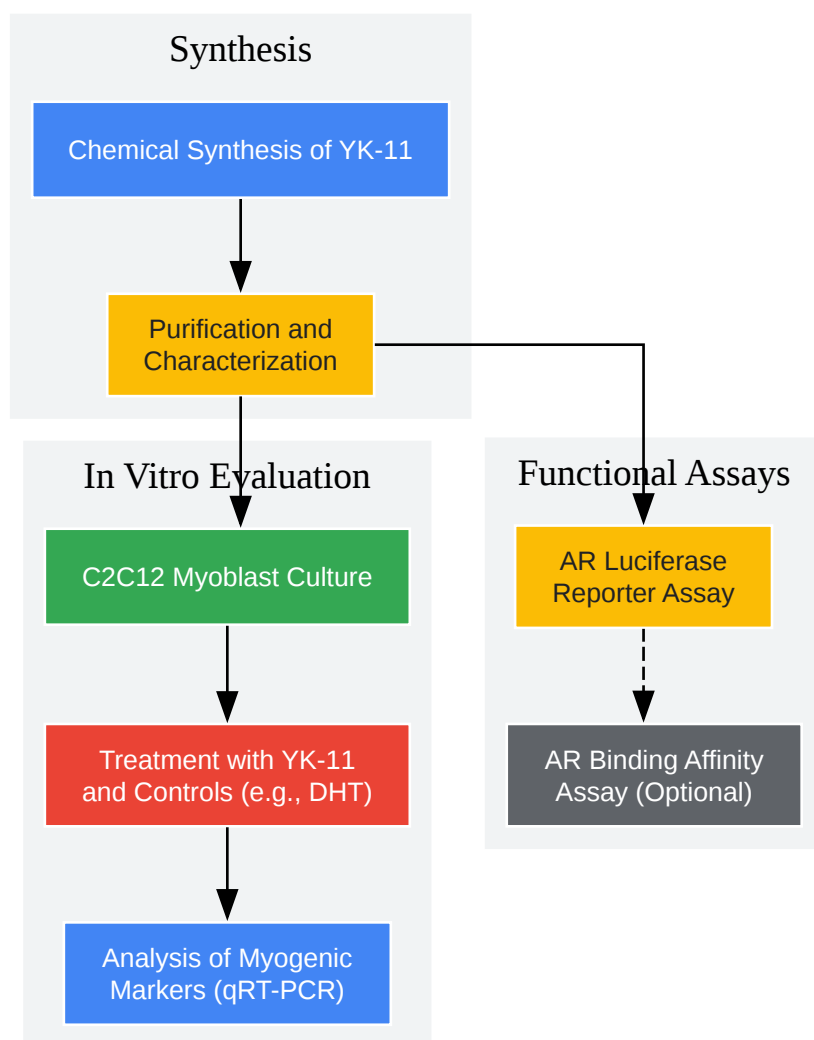 Synthesis
Chemical Synthesis of YK-11
Purification and
Characterization
In Vitro Evaluation
C2C12 Myoblast Culture
Treatment with YK-11
and Controls (e.g., DHT)
Analysis of Myogenic
Markers (qRT-PCR)
Functional Assays
AR Luciferase
Reporter Assay
AR Binding Affinity
Assay (Optional)